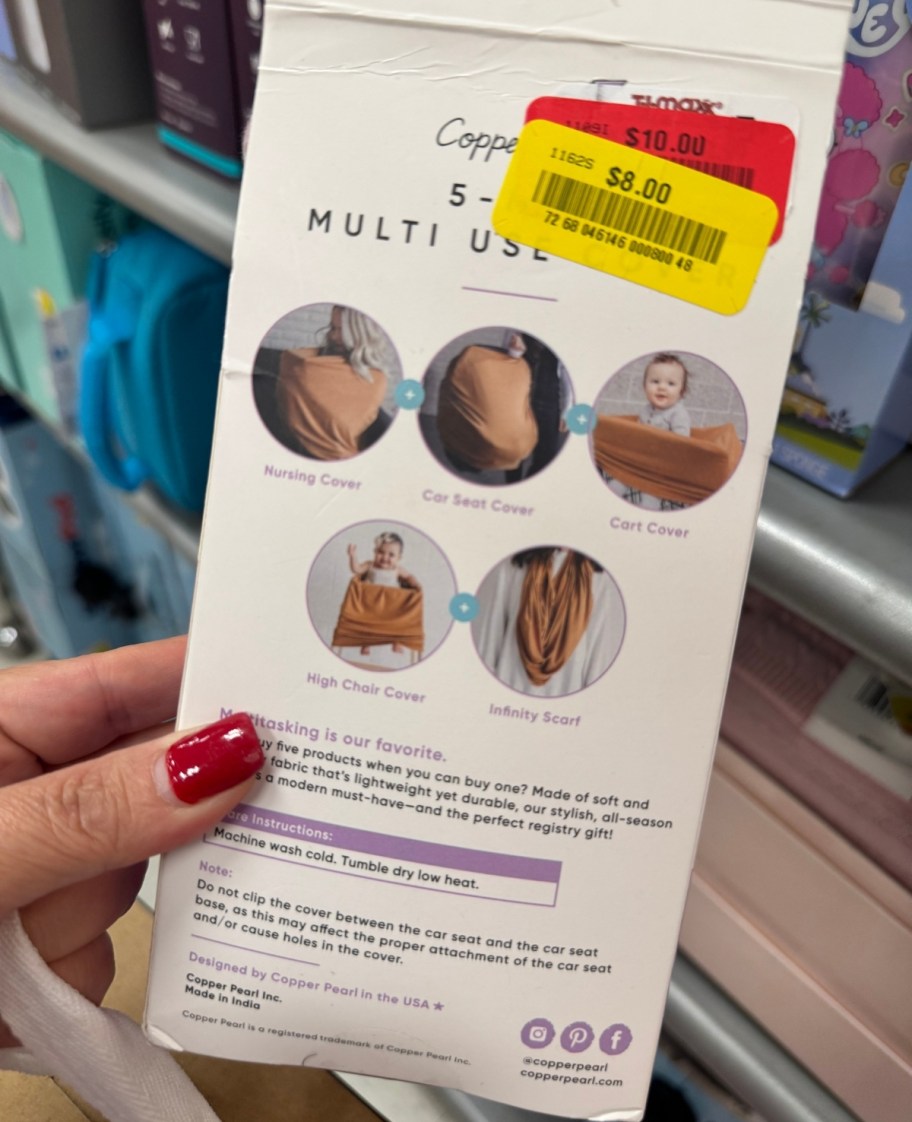 T.J.maxx
1109I $10.00
Coppe
11625 $8.00
72 68 046146 000800 48
5 -
MULTI USE COVER
Nursing Cover
Car Seat Cover
Cart Cover
High Chair Cover
Infinity Scarf
titasking is our favorite.
uy five products when you can buy one? Made of soft and
fabric that's lightweight yet durable, our stylish, all-season
s a modern must-have—and the perfect registry gift!
are Instructions:
Machine wash cold. Tumble dry low heat.
Note:
Do not clip the cover between the car seat and the car seat
base, as this may affect the proper attachment of the car seat
and/or cause holes in the cover.
Designed by Copper Pearl in the USA ★
Copper Pearl Inc.
Made in India
Copper Pearl is a registered trademark of Copper Pearl Inc.
@copperpearl
copperpearl.com